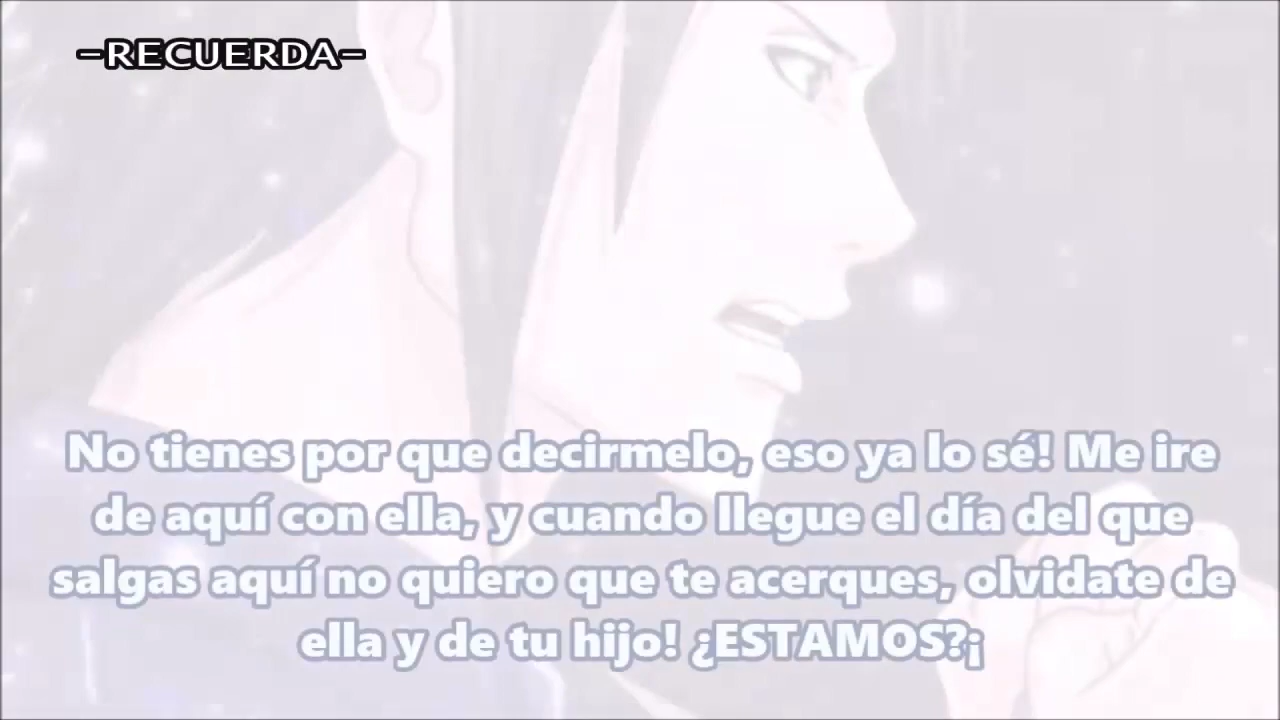 -RECUERDA-
No tienes por que decirmelo, eso ya lo sé! Me ire
de aquí con ella, y cuando llegue el día del que
salgas aquí no quiero que te acerques, olvidate de
ella y de tu hijo! ¿ESTAMOS?¡